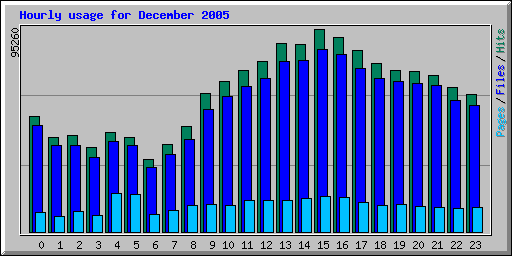 Hourly usage for December 2005
95260
Pages/Files/Hits
0 1 2 3 4 5 6 7 8 9 10 11 12 13 14 15 16 17 18 19 20 21 22 23